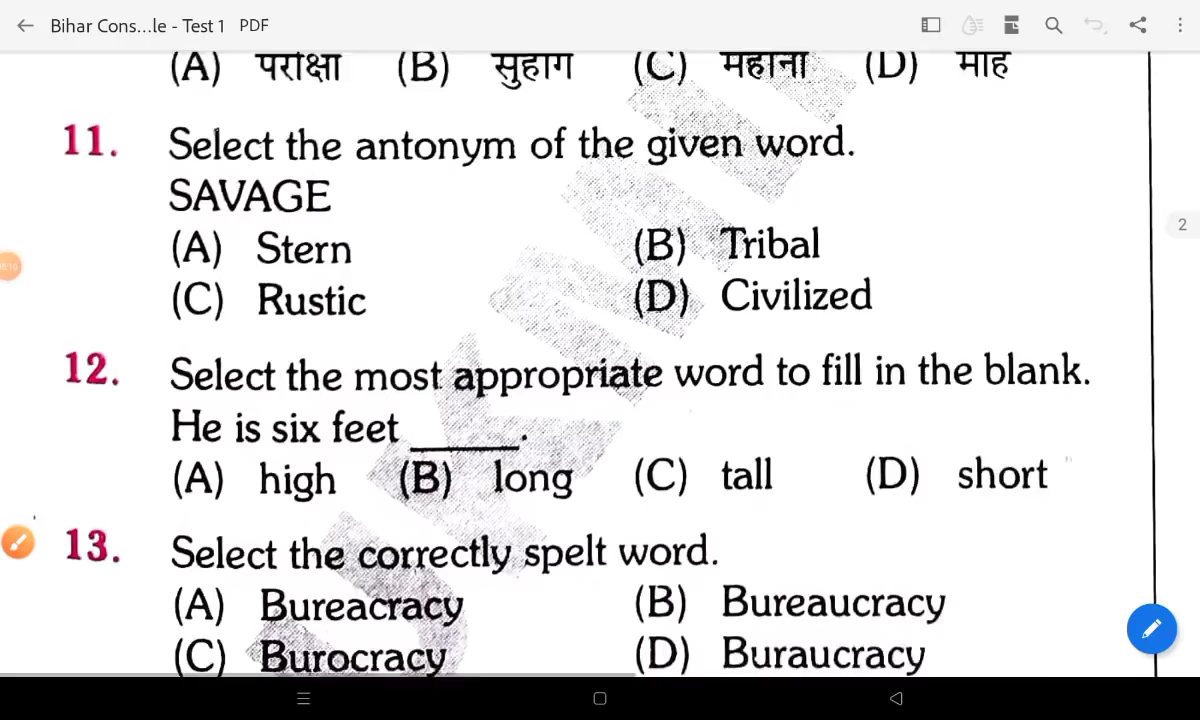 Bihar Cons...le - Test 1 PDF
(A) परीक्षा (B) सुहाग (C) महीना (D) माह
11. Select the antonym of the given word.
SAVAGE
(A) Stern (B) Tribal
(C) Rustic (D) Civilized
2
12. Select the most appropriate word to fill in the blank.
He is six feet ______.
(A) high (B) long (C) tall (D) short
13. Select the correctly spelt word.
(A) Bureacracy (B) Bureaucracy
(C) Burocracy (D) Buraucracy